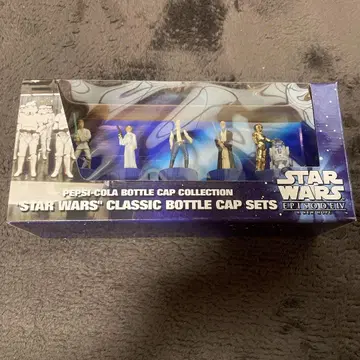 PEPSI-COLA BOTTLE CAP COLLECTION
"STAR WARS" CLASSIC BOTTLE CAP SETS
STAR
WARS
EPISODE IV